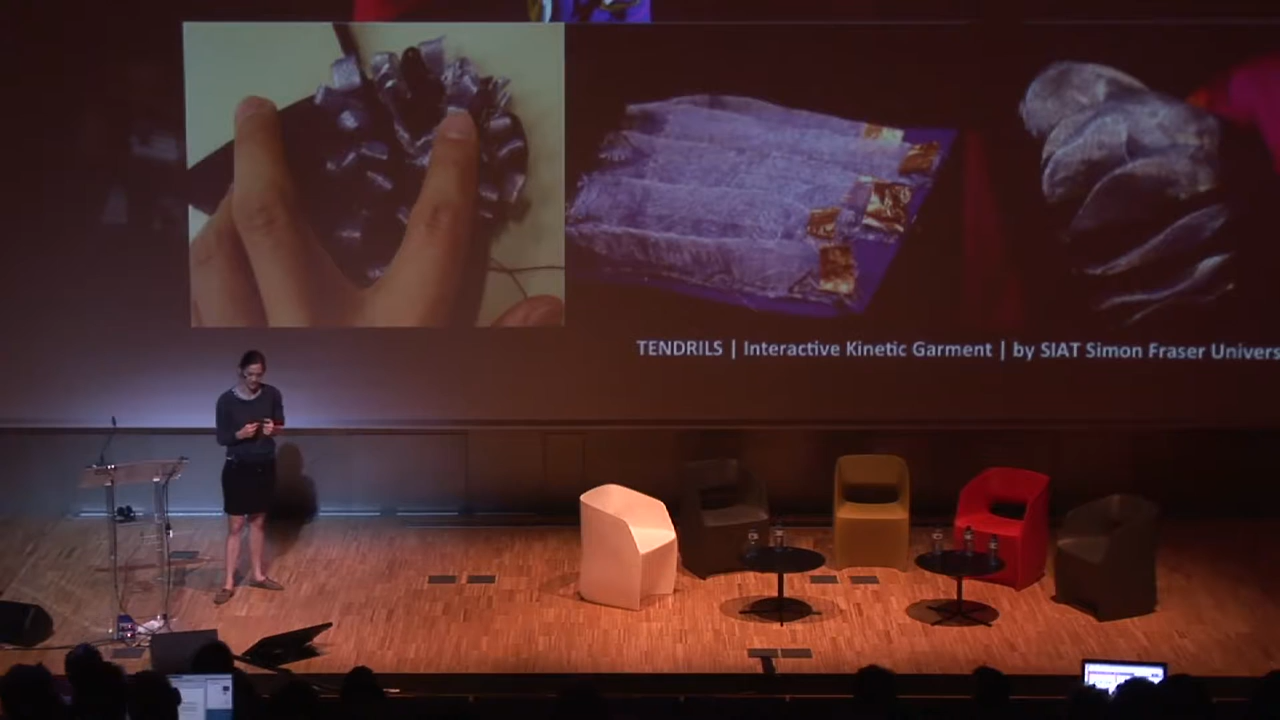 TENDRILS | Interactive Kinetic Garment | by SIAT Simon Fraser Univers